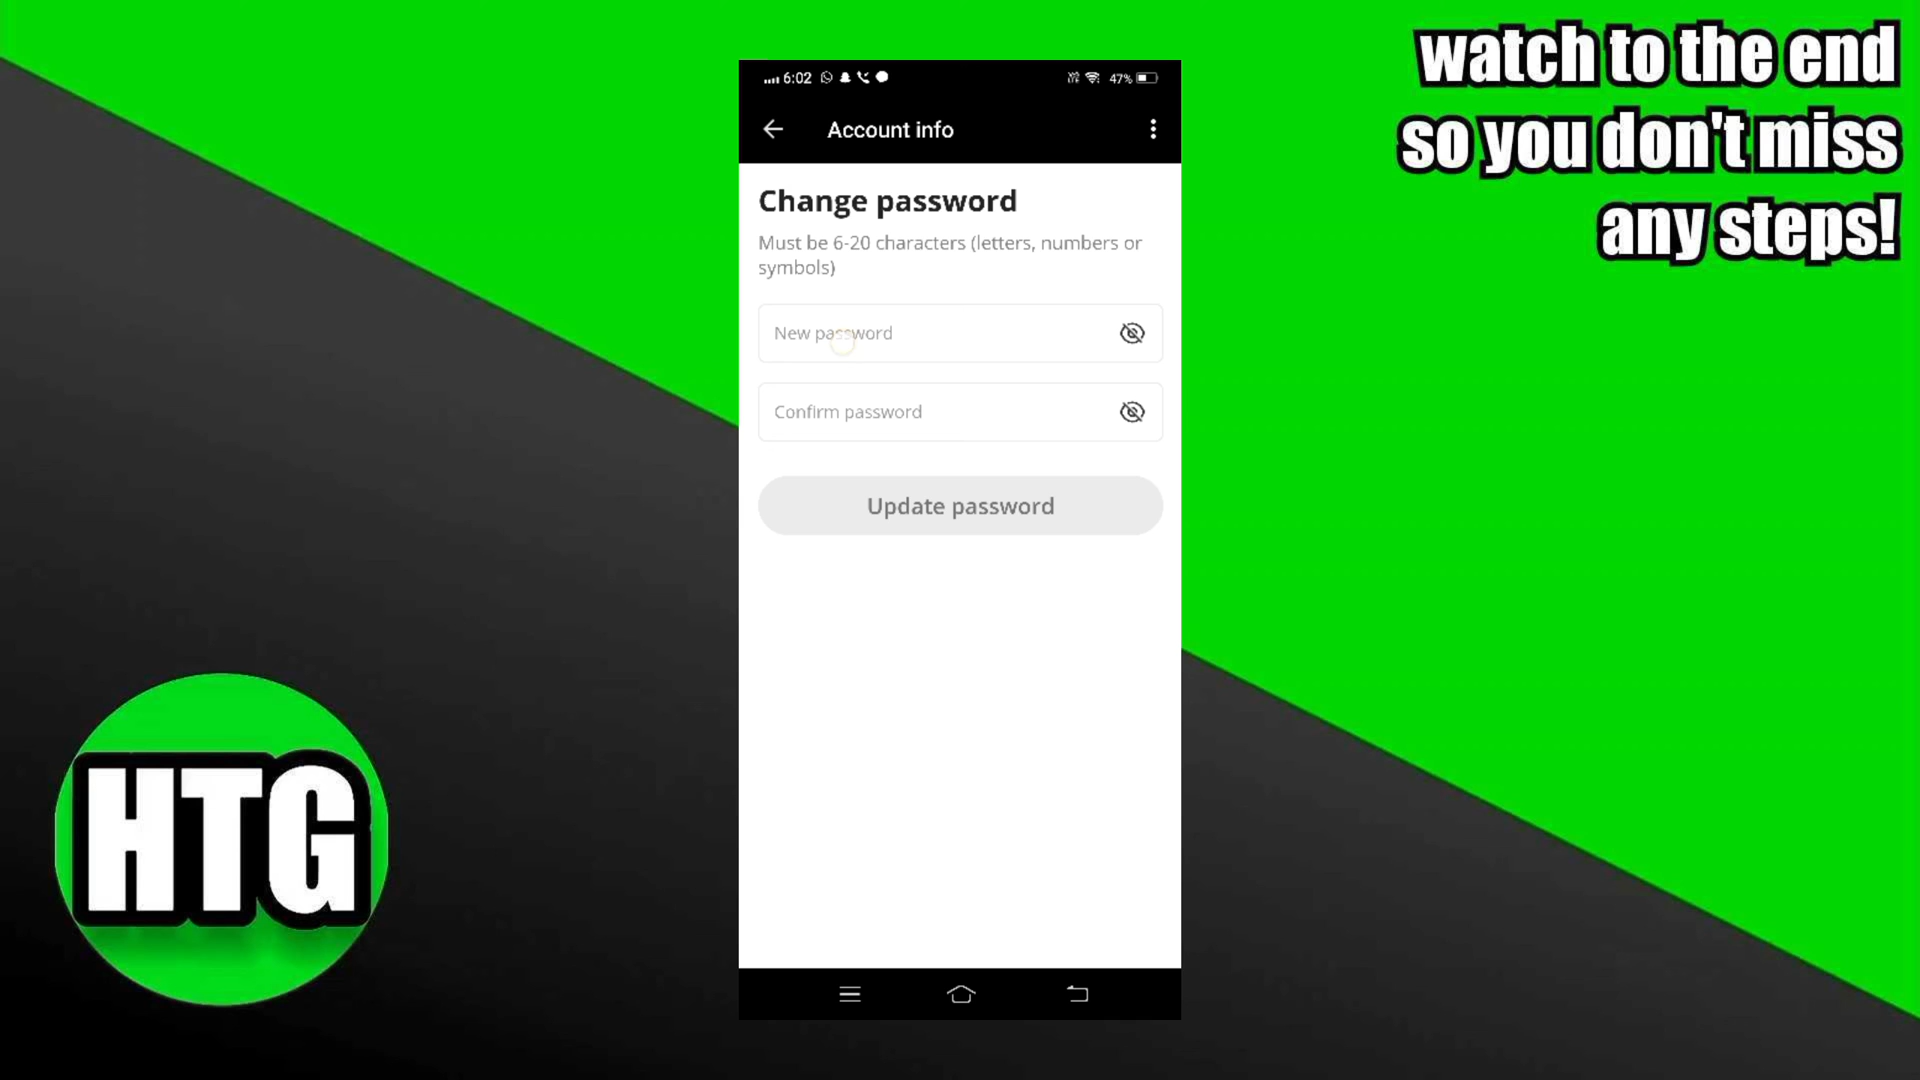 watch to the end
so you don't miss
any steps!
6:02
47%
Account info
Change password
Must be 6-20 characters (letters, numbers or
symbols)
New password
Confirm password
Update password
HTG